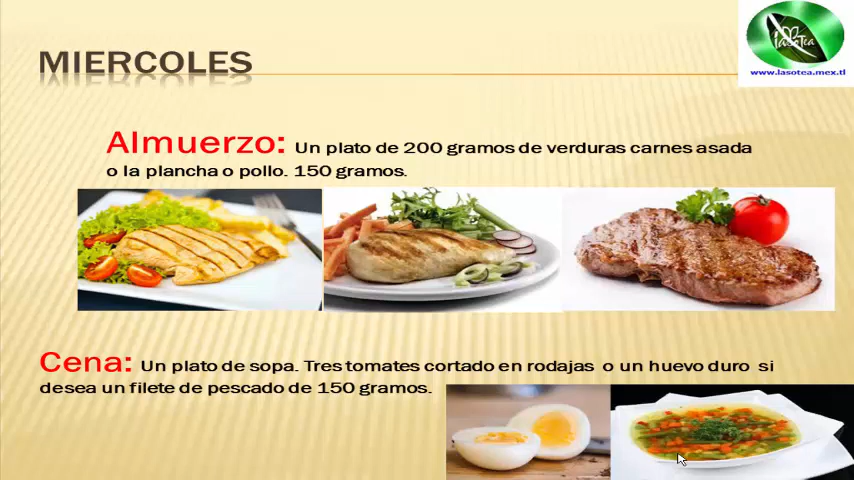 MIERCOLES
Iasotea
www.lasotea.mex.tl
Almuerzo: Un plato de 200 gramos de verduras carnes asada
o la plancha o pollo. 150 gramos.
Cena: Un plato de sopa. Tres tomates cortado en rodajas o un huevo duro si
desea un filete de pescado de 150 gramos.